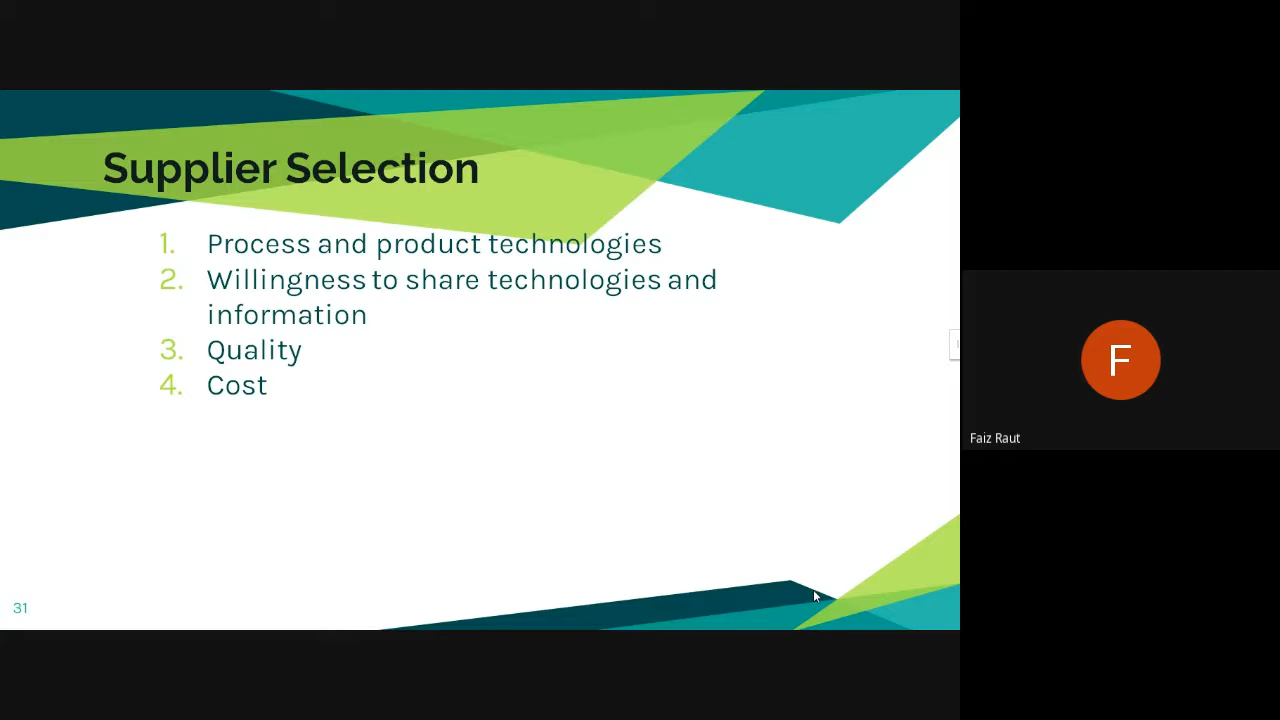 Supplier Selection
1. Process and product technologies
2. Willingness to share technologies and
information
3. Quality
4. Cost
31
F
Faiz Raut